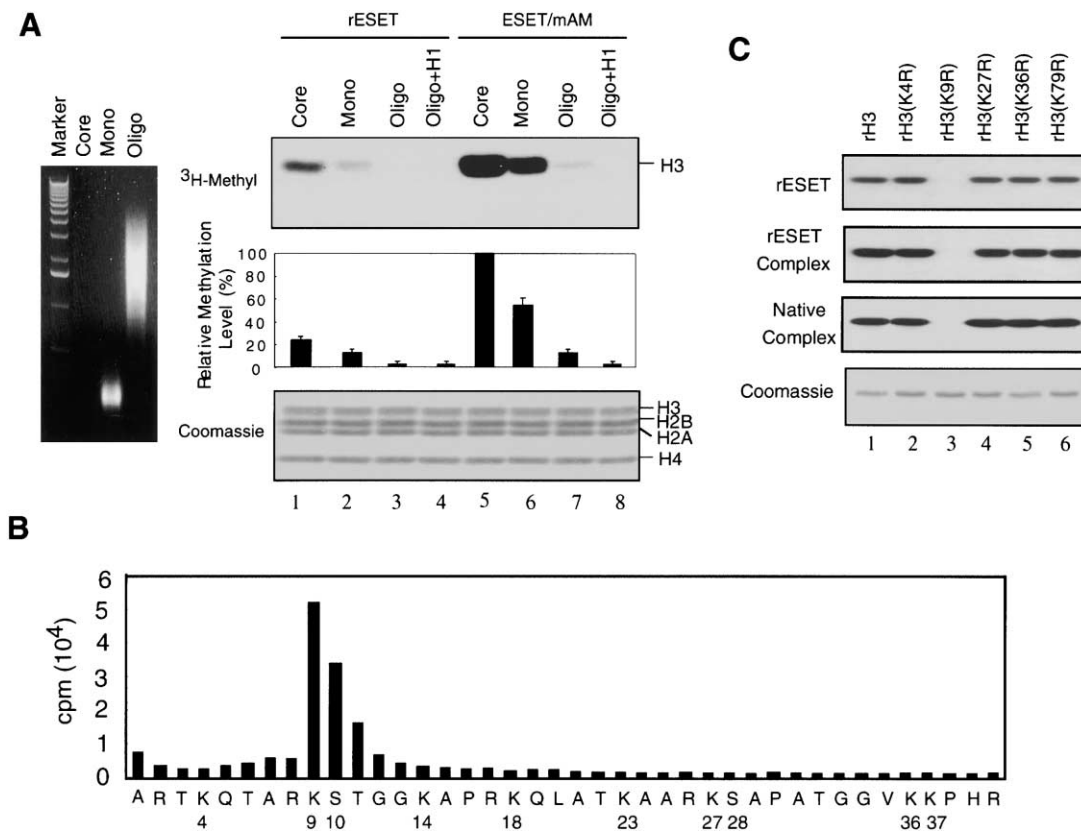 A
Marker
Core
Mono
Oligo
rESET
ESET/mAM
Core
Mono
Oligo
Oligo+H1
Core
Mono
Oligo
Oligo+H1
3H-Methyl
H3
Relative Methylation
Level (%)
100
80
60
40
20
0
Coomassie
H3
H2B
H2A
H4
1 2 3 4 5 6 7 8
C
rH3
rH3(K4R)
rH3(K9R)
rH3(K27R)
rH3(K36R)
rH3(K79R)
rESET
rESET
Complex
Native
Complex
Coomassie
1 2 3 4 5 6
B
cpm (10⁴)
6
5
4
3
2
1
0
A R T K Q T A R K S T G G K A P R K Q L A T K A A R K S A P A T G G V K K P H R
4 9 10 14 18 23 27 28 36 37